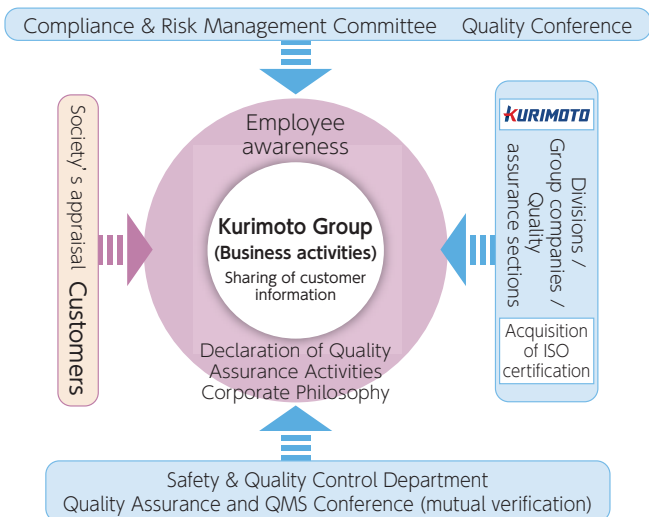 Compliance & Risk Management Committee Quality Conference
Society's appraisal Customers
Employee
awareness
Kurimoto Group
(Business activities)
Sharing of customer
information
Declaration of Quality
Assurance Activities
Corporate Philosophy
KURIMOTO
Divisions /
Group companies /
Quality
assurance sections
Acquisition
of ISO
certification
Safety & Quality Control Department
Quality Assurance and QMS Conference (mutual verification)